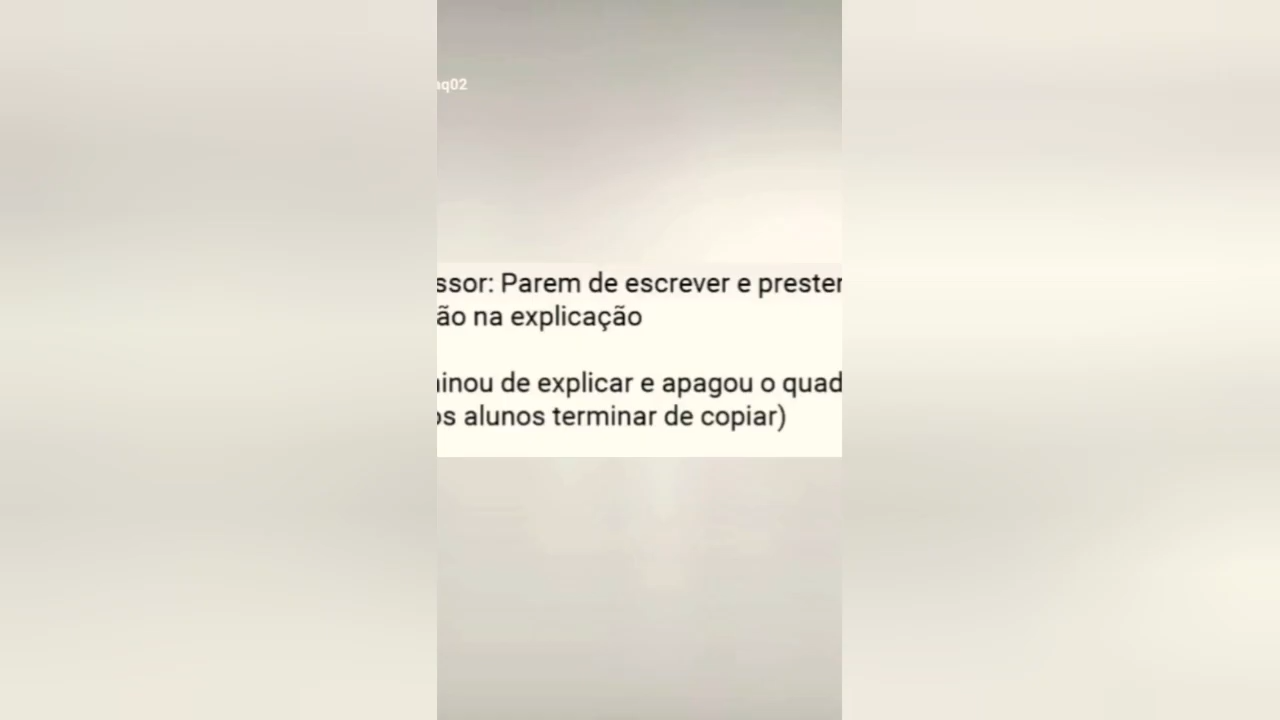 aq02
ssor: Parem de escrever e prester
ão na explicação
inou de explicar e apagou o quad
os alunos terminar de copiar)